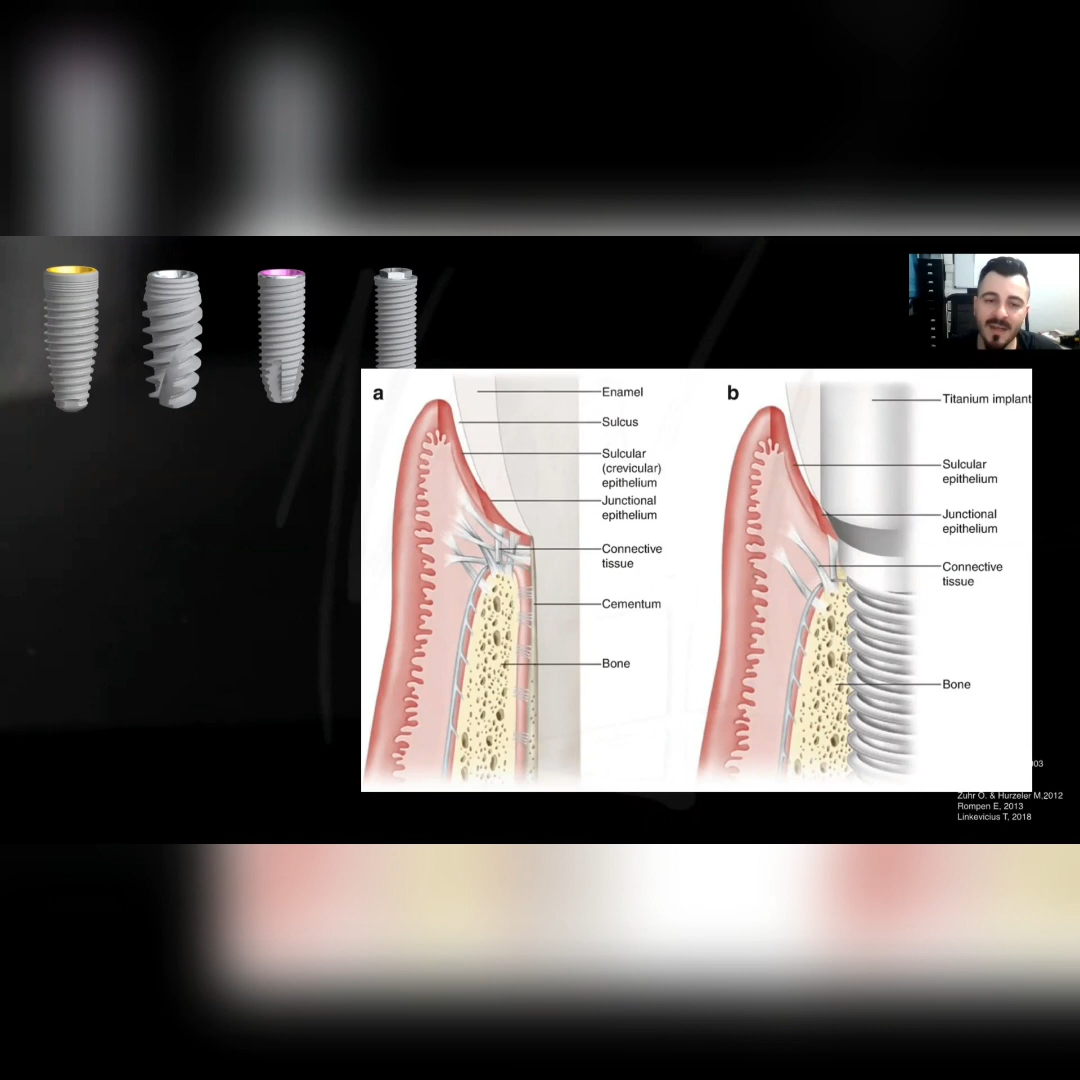 a
Enamel
Sulcus
Sulcular
(crevicular)
epithelium
Junctional
epithelium
Connective
tissue
Cementum
Bone
b
Titanium implant
Sulcular
epithelium
Junctional
epithelium
Connective
tissue
Bone
003
Zuhr O. & Hurzeler M,2012
Rompen E, 2013
Linkevicius T, 2018